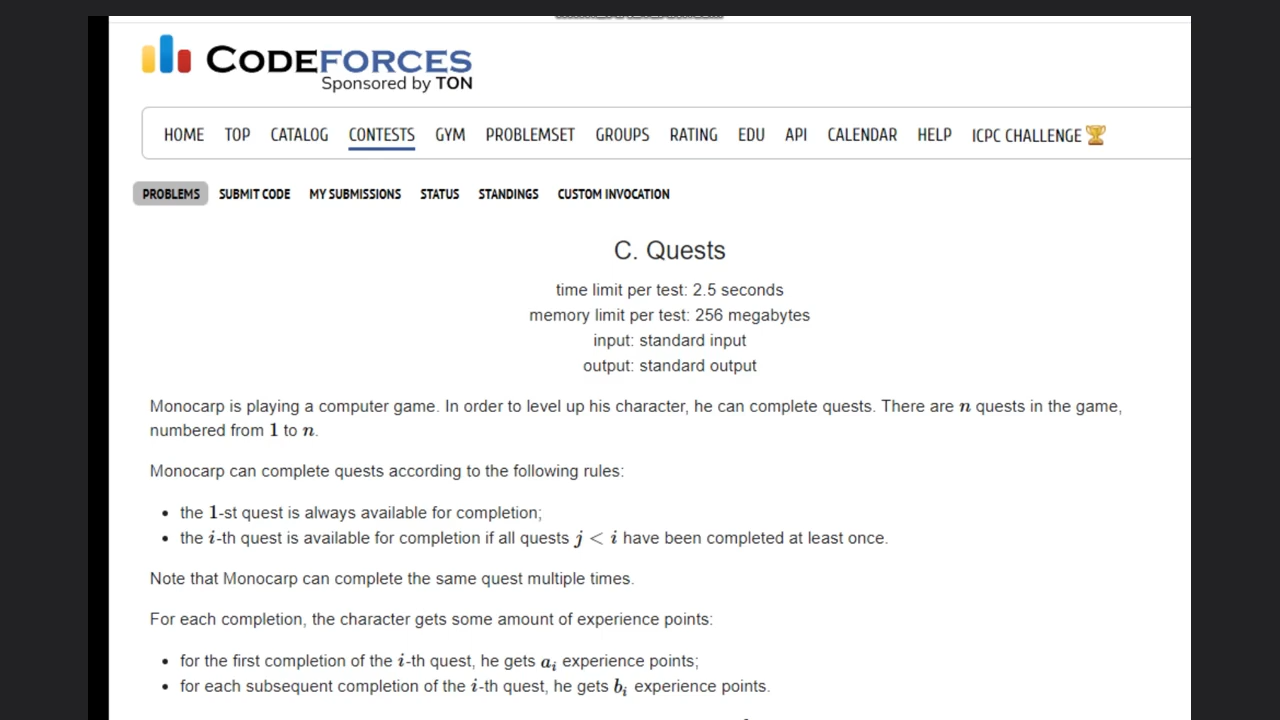 CODEFORCES
Sponsored by TON
HOME TOP CATALOG CONTESTS GYM PROBLEMSET GROUPS RATING EDU API CALENDAR HELP ICPC CHALLENGE
PROBLEMS SUBMIT CODE MY SUBMISSIONS STATUS STANDINGS CUSTOM INVOCATION
C. Quests
time limit per test: 2.5 seconds
memory limit per test: 256 megabytes
input: standard input
output: standard output
Monocarp is playing a computer game. In order to level up his character, he can complete quests. There are n quests in the game,
numbered from 1 to n.
Monocarp can complete quests according to the following rules:
• the 1-st quest is always available for completion;
• the i-th quest is available for completion if all quests j < i have been completed at least once.
Note that Monocarp can complete the same quest multiple times.
For each completion, the character gets some amount of experience points:
• for the first completion of the i-th quest, he gets aᵢ experience points;
• for each subsequent completion of the i-th quest, he gets bᵢ experience points.